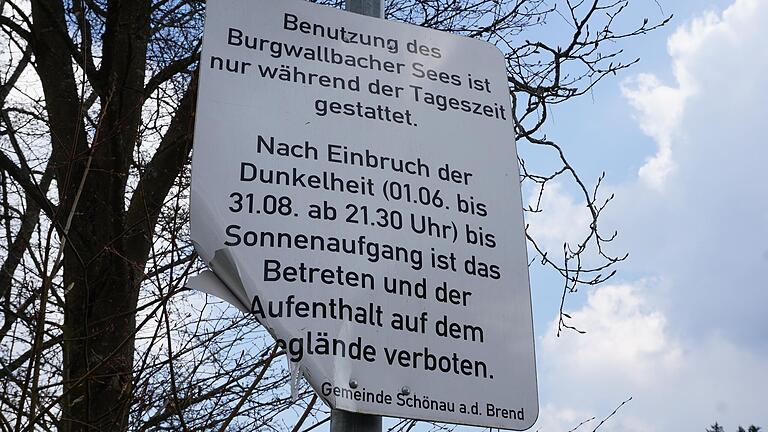 Benutzung des
Burgwallbacher Sees ist
nur während der Tageszeit
gestattet.
Nach Einbruch der
Dunkelheit (01.06. bis
31.08. ab 21.30 Uhr) bis
Sonnenaufgang ist das
Betreten und der
Aufenthalt auf dem
eglände verboten.
Gemeinde Schönau a.d. Brend